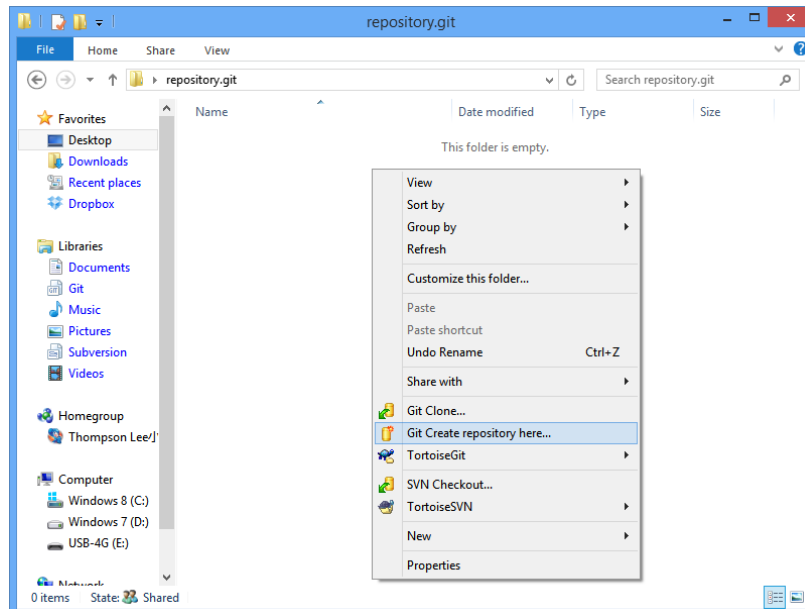 repository.git
File Home Share View
repository.git Search repository.git
Name Date modified Type Size
This folder is empty.
Favorites
Desktop
Downloads
Recent places
Dropbox
Libraries
Documents
Git
Music
Pictures
Subversion
Videos
Homegroup
Thompson Lee
Computer
Windows 8 (C:)
Windows 7 (D:)
USB-4G (E:)
Network
View
Sort by
Group by
Refresh
Customize this folder...
Paste
Paste shortcut
Undo Rename Ctrl+Z
Share with
Git Clone...
Git Create repository here...
TortoiseGit
SVN Checkout...
TortoiseSVN
New
Properties
0 items State: Shared